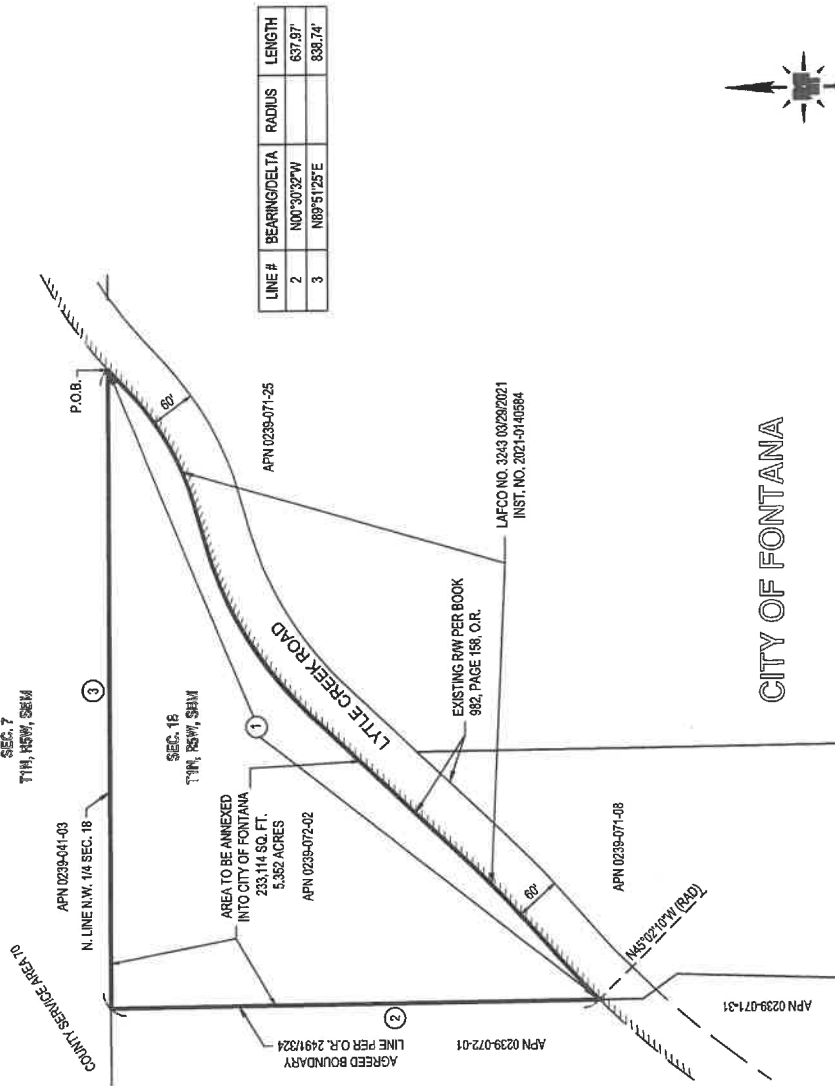 SEC. 7
T1N, R5W, SBM
APN 0239-041-03
N. LINE N.W. 1/4 SEC. 18
3
P.O.B.
COUNTY SERVICE AREA 70
SEC. 18
T1N, R5W, SBM
60'
APN 0239-071-25
LINE # BEARING/DELTA RADIUS LENGTH
2 N00°30'32"W 637.97'
3 N89°51'25"E 838.74'
AREA TO BE ANNEXED
INTO CITY OF FONTANA
233,114 SQ. FT.
5.352 ACRES
APN 0239-072-02
1
LYTLE CREEK ROAD
AGREED BOUNDARY
LINE PER O.R. 2491/324
2
APN 0239-072-01
EXISTING R/W PER BOOK
982, PAGE 158, O.R.
LAFCO NO. 3243 03/29/2021
INST. NO. 2021-0140584
60'
APN 0239-071-08
N45°02'10"W (RAD)
APN 0239-071-31
CITY OF FONTANA